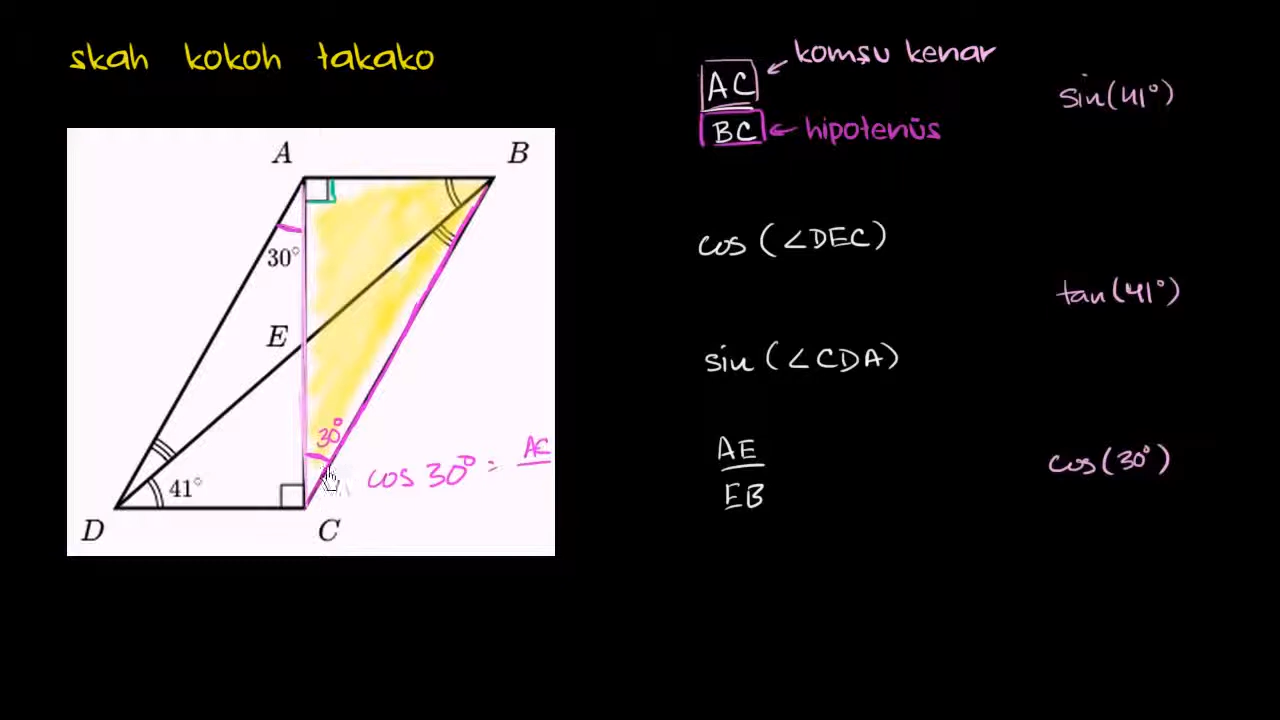 skah kokoh takako
AC
BC
komşu kenar
hipotenüs
sin(41°)
A
B
30°
E
30°
cos 30° = AC
41°
D
C
cos (∠DEC)
tan(41°)
sin (∠CDA)
AE
EB
cos(30°)